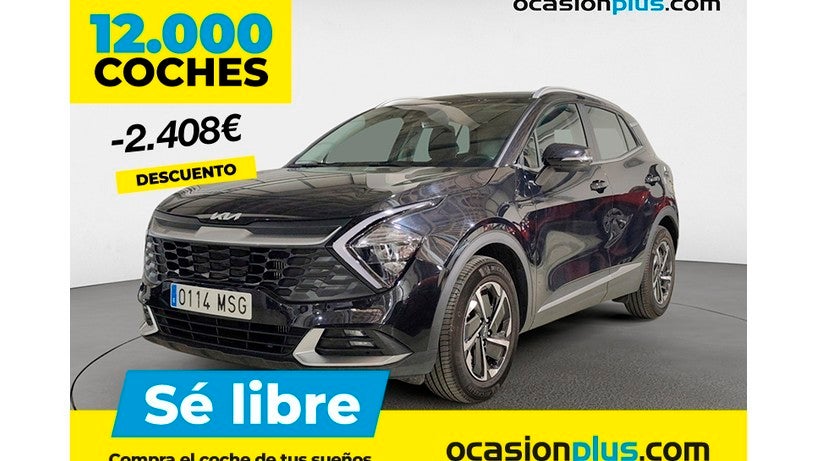 ocasionplus.com
12.000
COCHES
-2.408€
DESCUENTO
KIA
0114 MSG
Sé libre
Compra el coche de tus sueños
ocasionplus.com